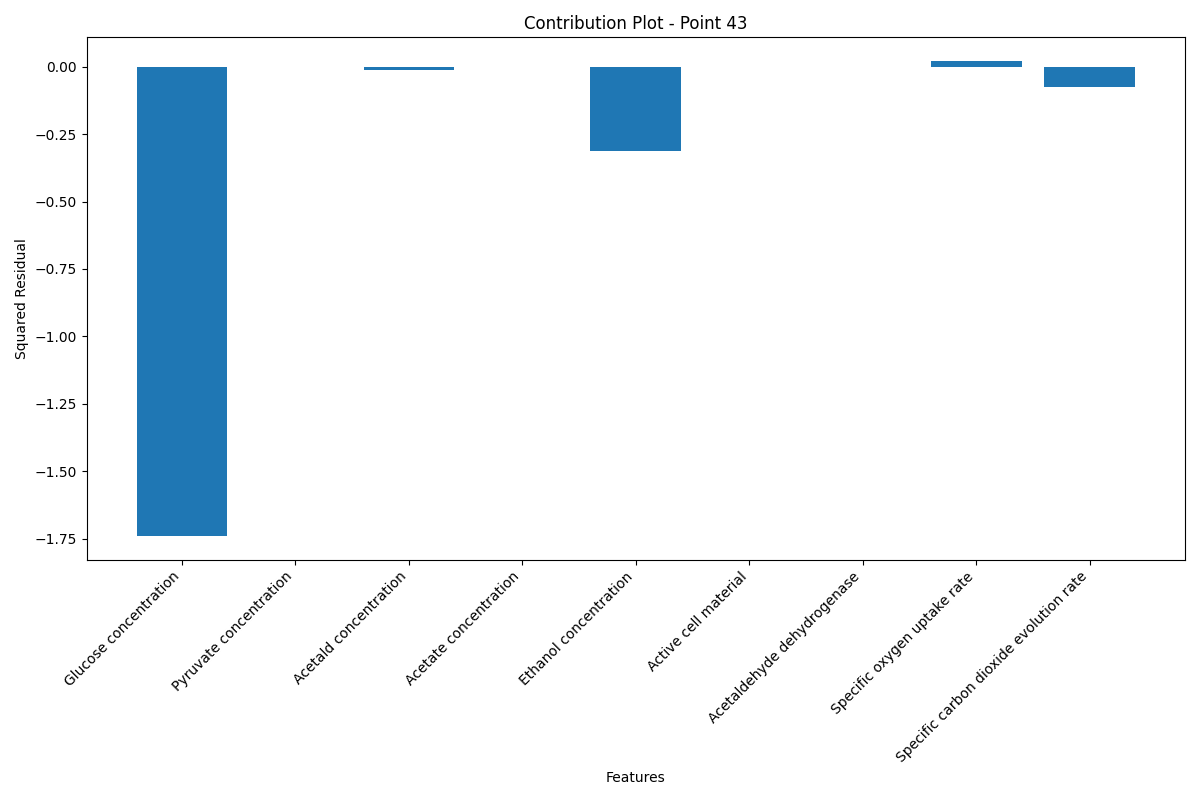 Contribution Plot - Point 43
Squared Residual
0.00
−0.25
−0.50
−0.75
−1.00
−1.25
−1.50
−1.75
Glucose concentration
Pyruvate concentration
Acetald concentration
Acetate concentration
Ethanol concentration
Active cell material
Acetaldehyde dehydrogenase
Specific oxygen uptake rate
Specific carbon dioxide evolution rate
Features